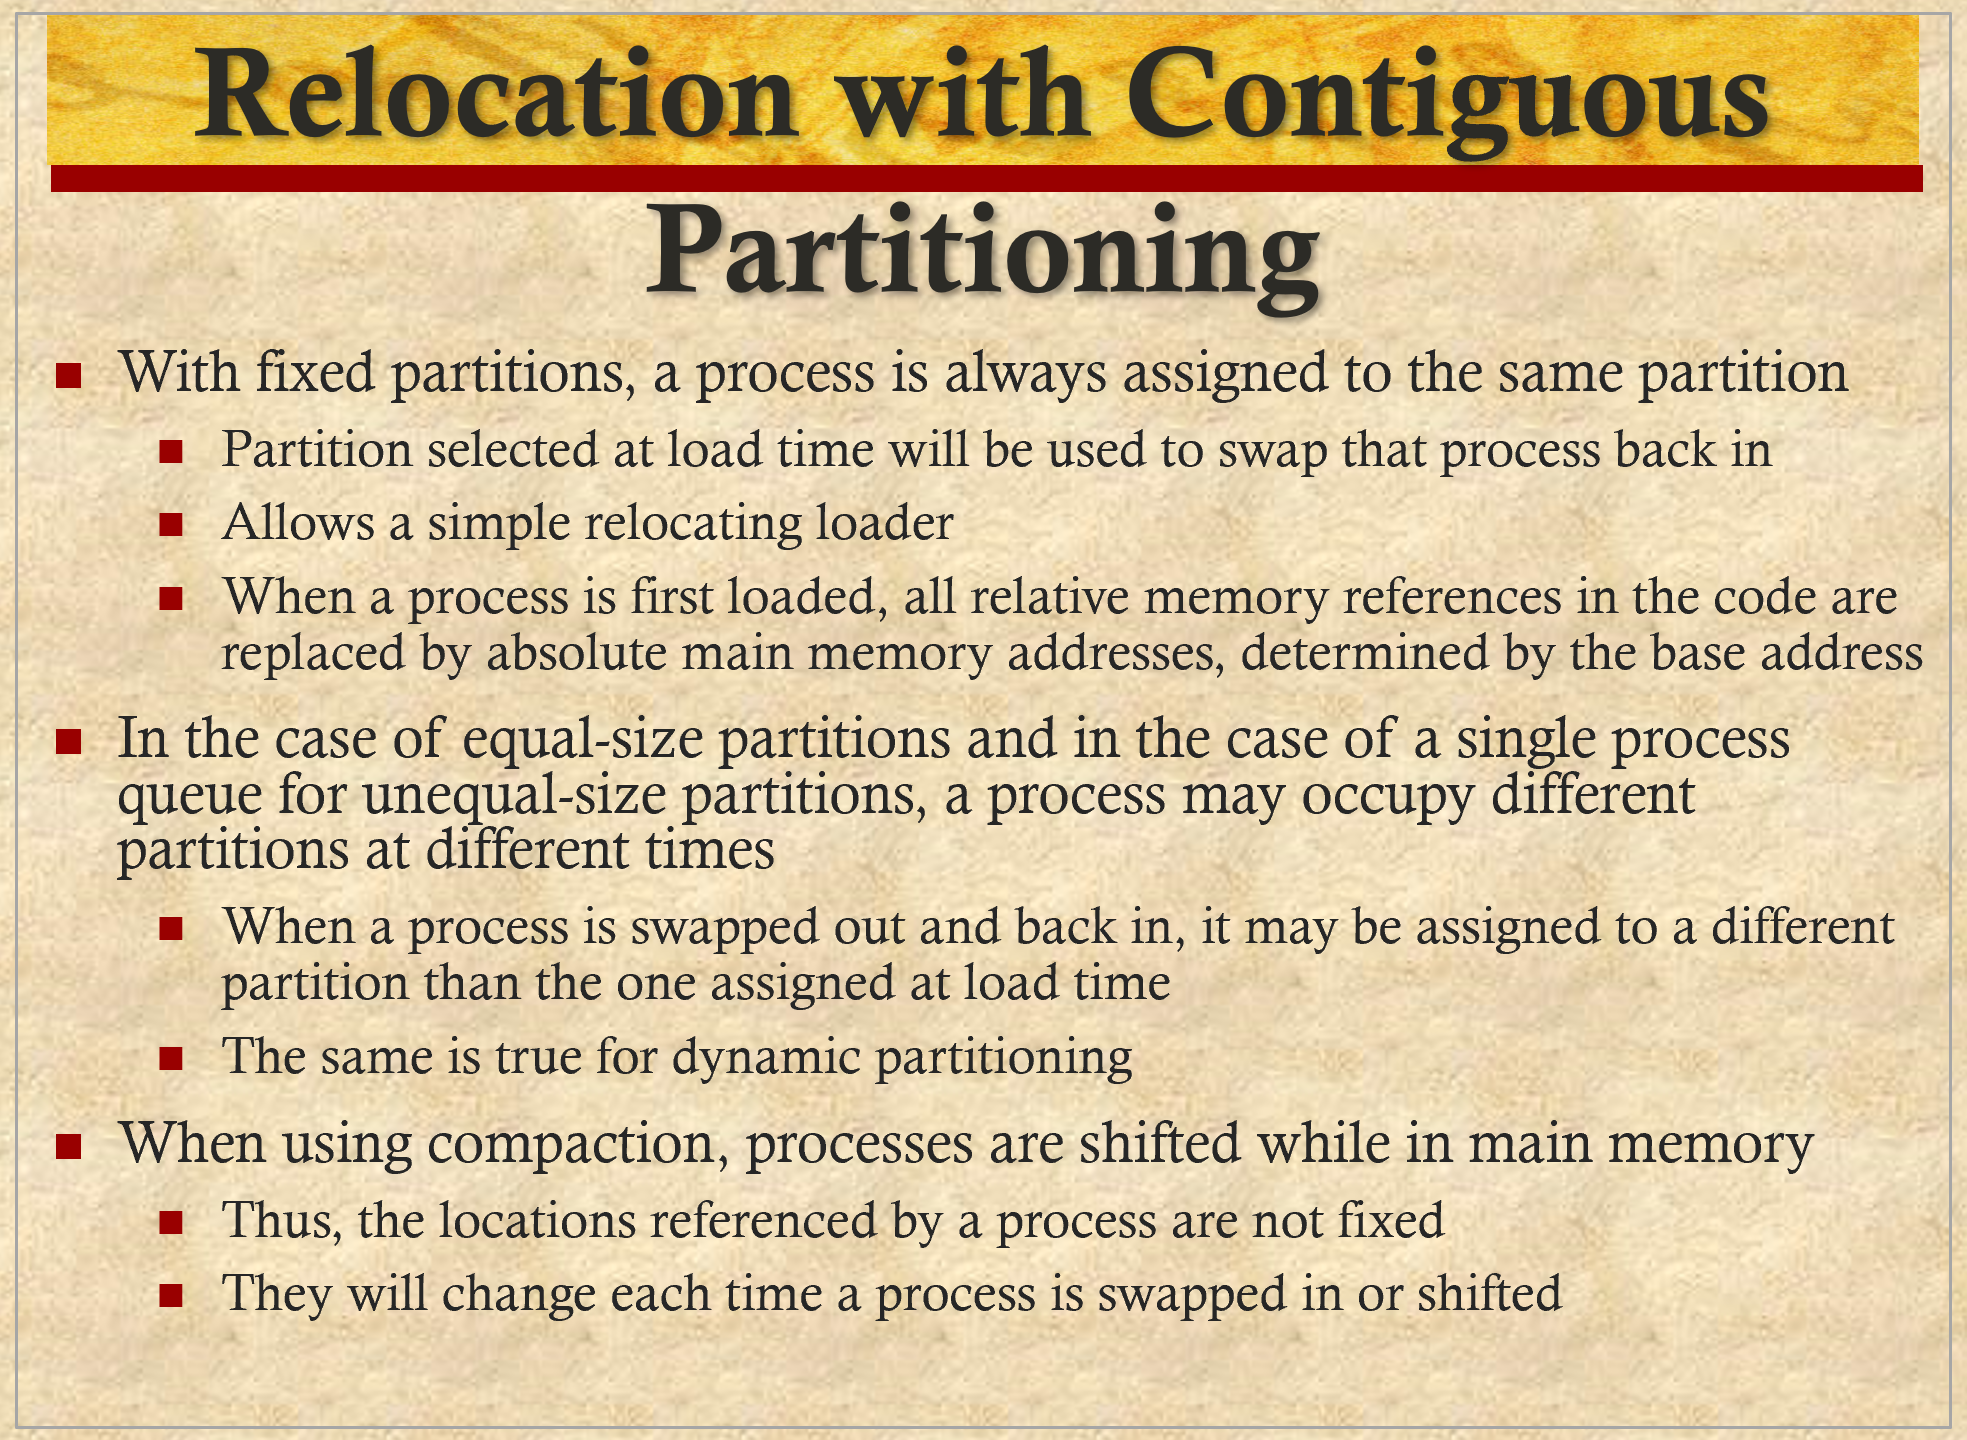 Relocation with Contiguous
Partitioning
■ With fixed partitions, a process is always assigned to the same partition
■ Partition selected at load time will be used to swap that process back in
■ Allows a simple relocating loader
■ When a process is first loaded, all relative memory references in the code are
replaced by absolute main memory addresses, determined by the base address
■ In the case of equal-size partitions and in the case of a single process
queue for unequal-size partitions, a process may occupy different
partitions at different times
■ When a process is swapped out and back in, it may be assigned to a different
partition than the one assigned at load time
■ The same is true for dynamic partitioning
■ When using compaction, processes are shifted while in main memory
■ Thus, the locations referenced by a process are not fixed
■ They will change each time a process is swapped in or shifted